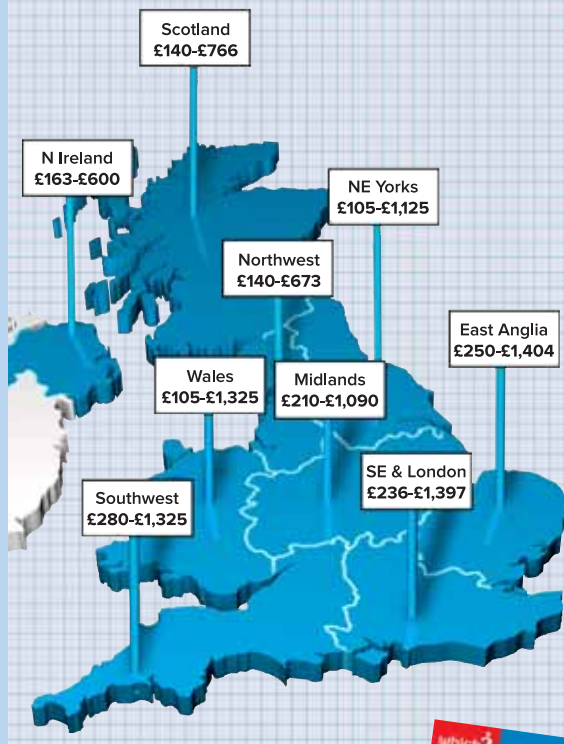 Scotland
£140-£766
N Ireland
£163-£600
NE Yorks
£105-£1,125
Northwest
£140-£673
East Anglia
£250-£1,404
Wales
£105-£1,325
Midlands
£210-£1,090
SE & London
£236-£1,397
Southwest
£280-£1,325